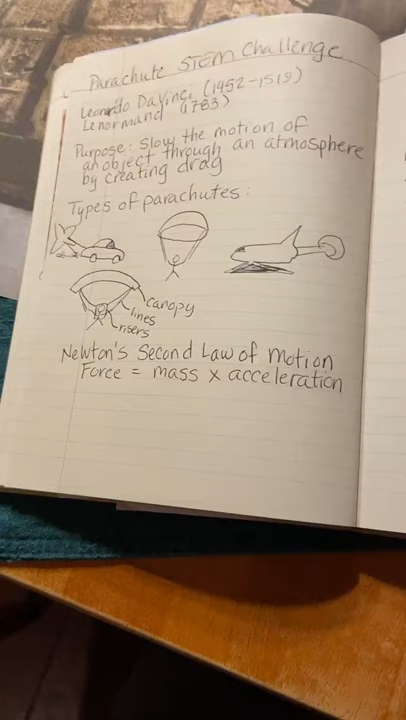 Parachute STEM Challenge
Leonardo DaVinci (1452-1519)
Lenormand (1783)
Purpose: Slow the motion of
an object through an atmosphere
by creating drag
Types of parachutes:
canopy
lines
risers
Newton's Second Law of Motion
Force = mass x acceleration